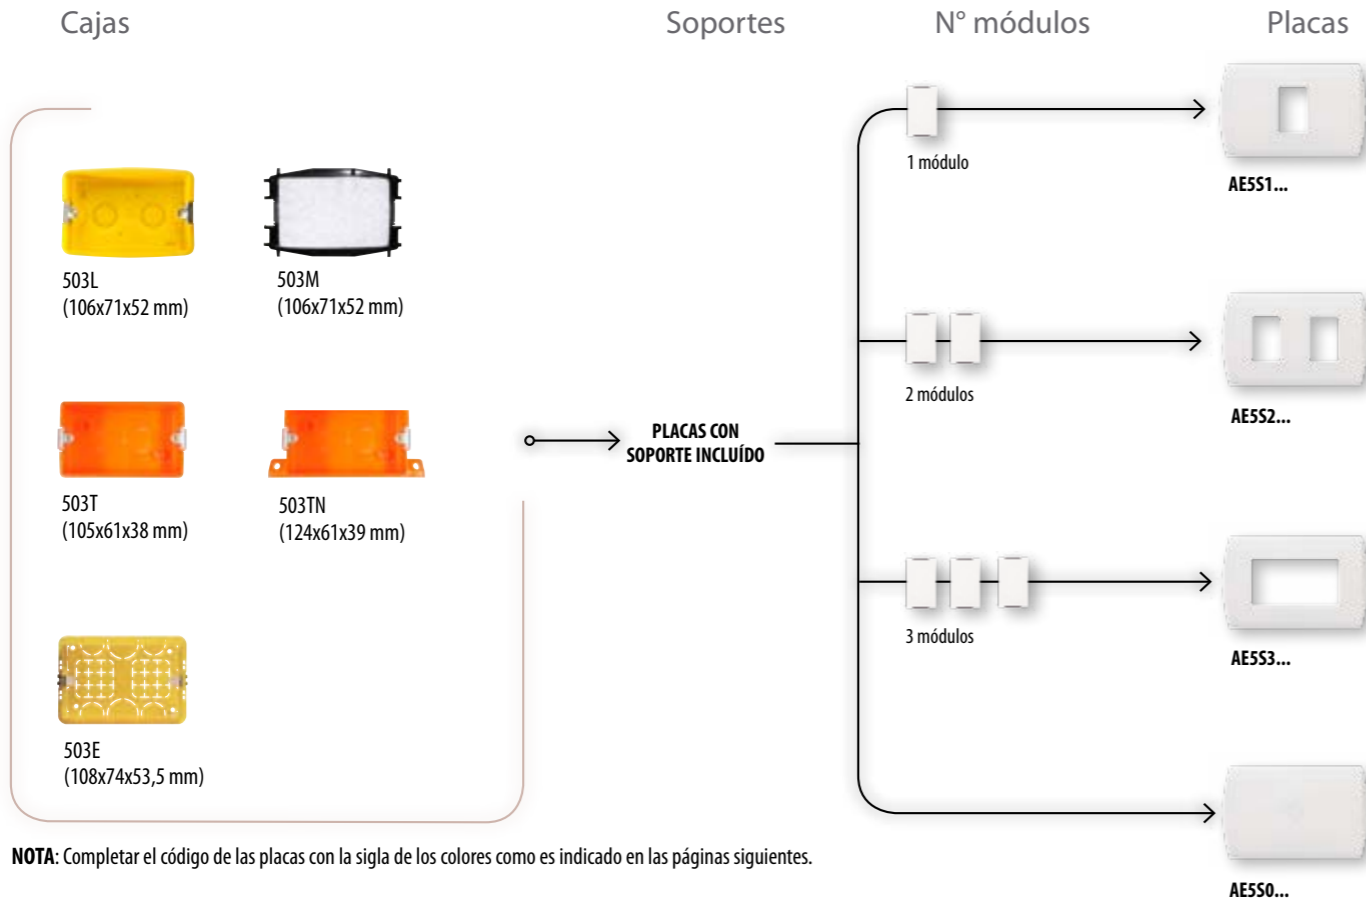 Cajas
Soportes
N° módulos
Placas
503L
(106x71x52 mm)
503M
(106x71x52 mm)
503T
(105x61x38 mm)
503TN
(124x61x39 mm)
503E
(108x74x53,5 mm)
PLACAS CON
SOPORTE INCLUÍDO
1 módulo
AE5S1...
2 módulos
AE5S2...
3 módulos
AE5S3...
AE5S0...
NOTA: Completar el código de las placas con la sigla de los colores como es indicado en las páginas siguientes.